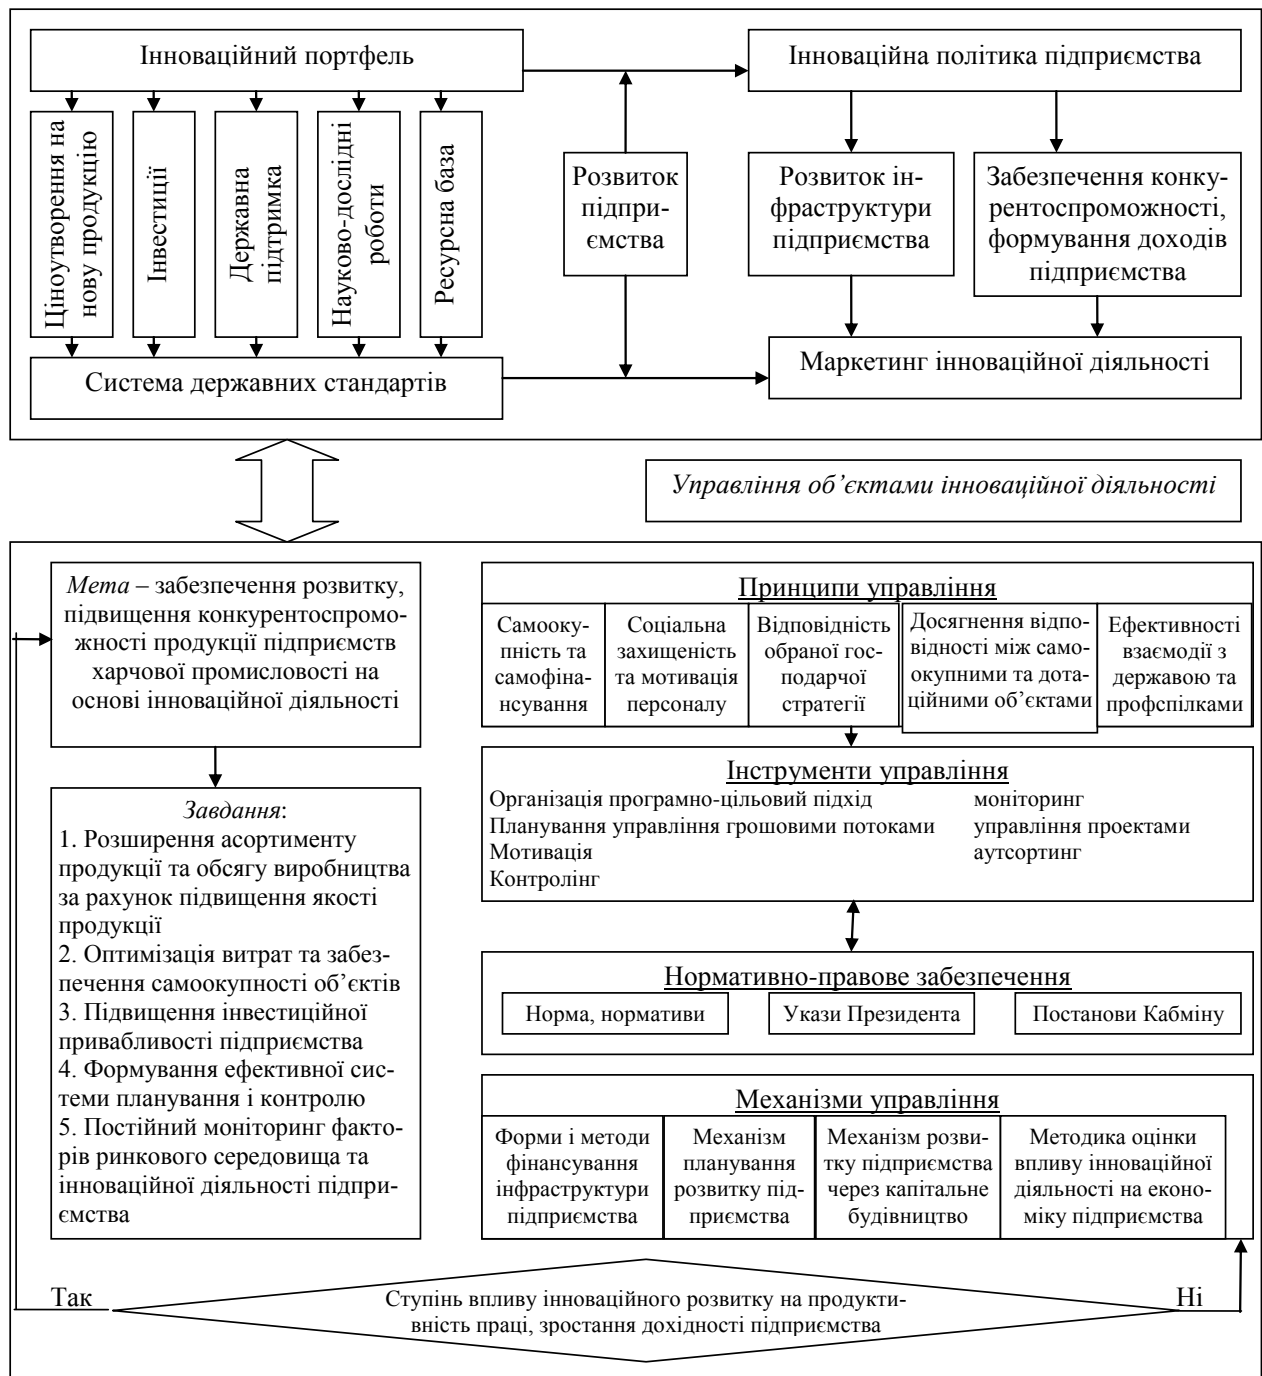 Інноваційний портфель
Інноваційна політика підприємства
Ціноутворення на
нову продукцію
Інвестиції
Державна
підтримка
Науково-дослідні
роботи
Ресурсна база
Розвиток
підпри-
ємства
Розвиток ін-
фраструктури
підприємства
Забезпечення конку-
рентоспроможності,
формування доходів
підприємства
Система державних стандартів
Маркетинг інноваційної діяльності
Управління об’єктами інноваційної діяльності
Мета – забезпечення розвитку,
підвищення конкурентоспромо-
жності продукції підприємств
харчової промисловості на
основі інноваційної діяльності
Завдання:
1. Розширення асортименту
продукції та обсягу виробництва
за рахунок підвищення якості
продукції
2. Оптимізація витрат та забез-
печення самоокупності об’єктів
3. Підвищення інвестиційної
привабливості підприємства
4. Формування ефективної сис-
теми планування і контролю
5. Постійний моніторинг факто-
рів ринкового середовища та
інноваційної діяльності підпри-
ємства
Принципи управління
Самооку-
пність та
самофіна-
нсування
Соціальна
захищеність
та мотивація
персоналу
Відповідність
обраної гос-
подарчої
стратегії
Досягнення відпо-
відності між само-
окупними та дота-
ційними об’єктами
Ефективності
взаємодії з
державою та
профспілками
Інструменти управління
Організація програмно-цільовий підхід моніторинг
Планування управління грошовими потоками управління проектами
Мотивація аутсортинг
Контролінг
Нормативно-правове забезпечення
Норма, нормативи
Укази Президента
Постанови Кабміну
Механізми управління
Форми і методи
фінансування
інфраструктури
підприємства
Механізм
планування
розвитку під-
приємства
Механізм розви-
тку підприємства
через капітальне
будівництво
Методика оцінки
впливу інноваційної
діяльності на еконо-
міку підприємства
Так
Ступінь впливу інноваційного розвитку на продукти-
вність праці, зростання дохідності підприємства
Ні